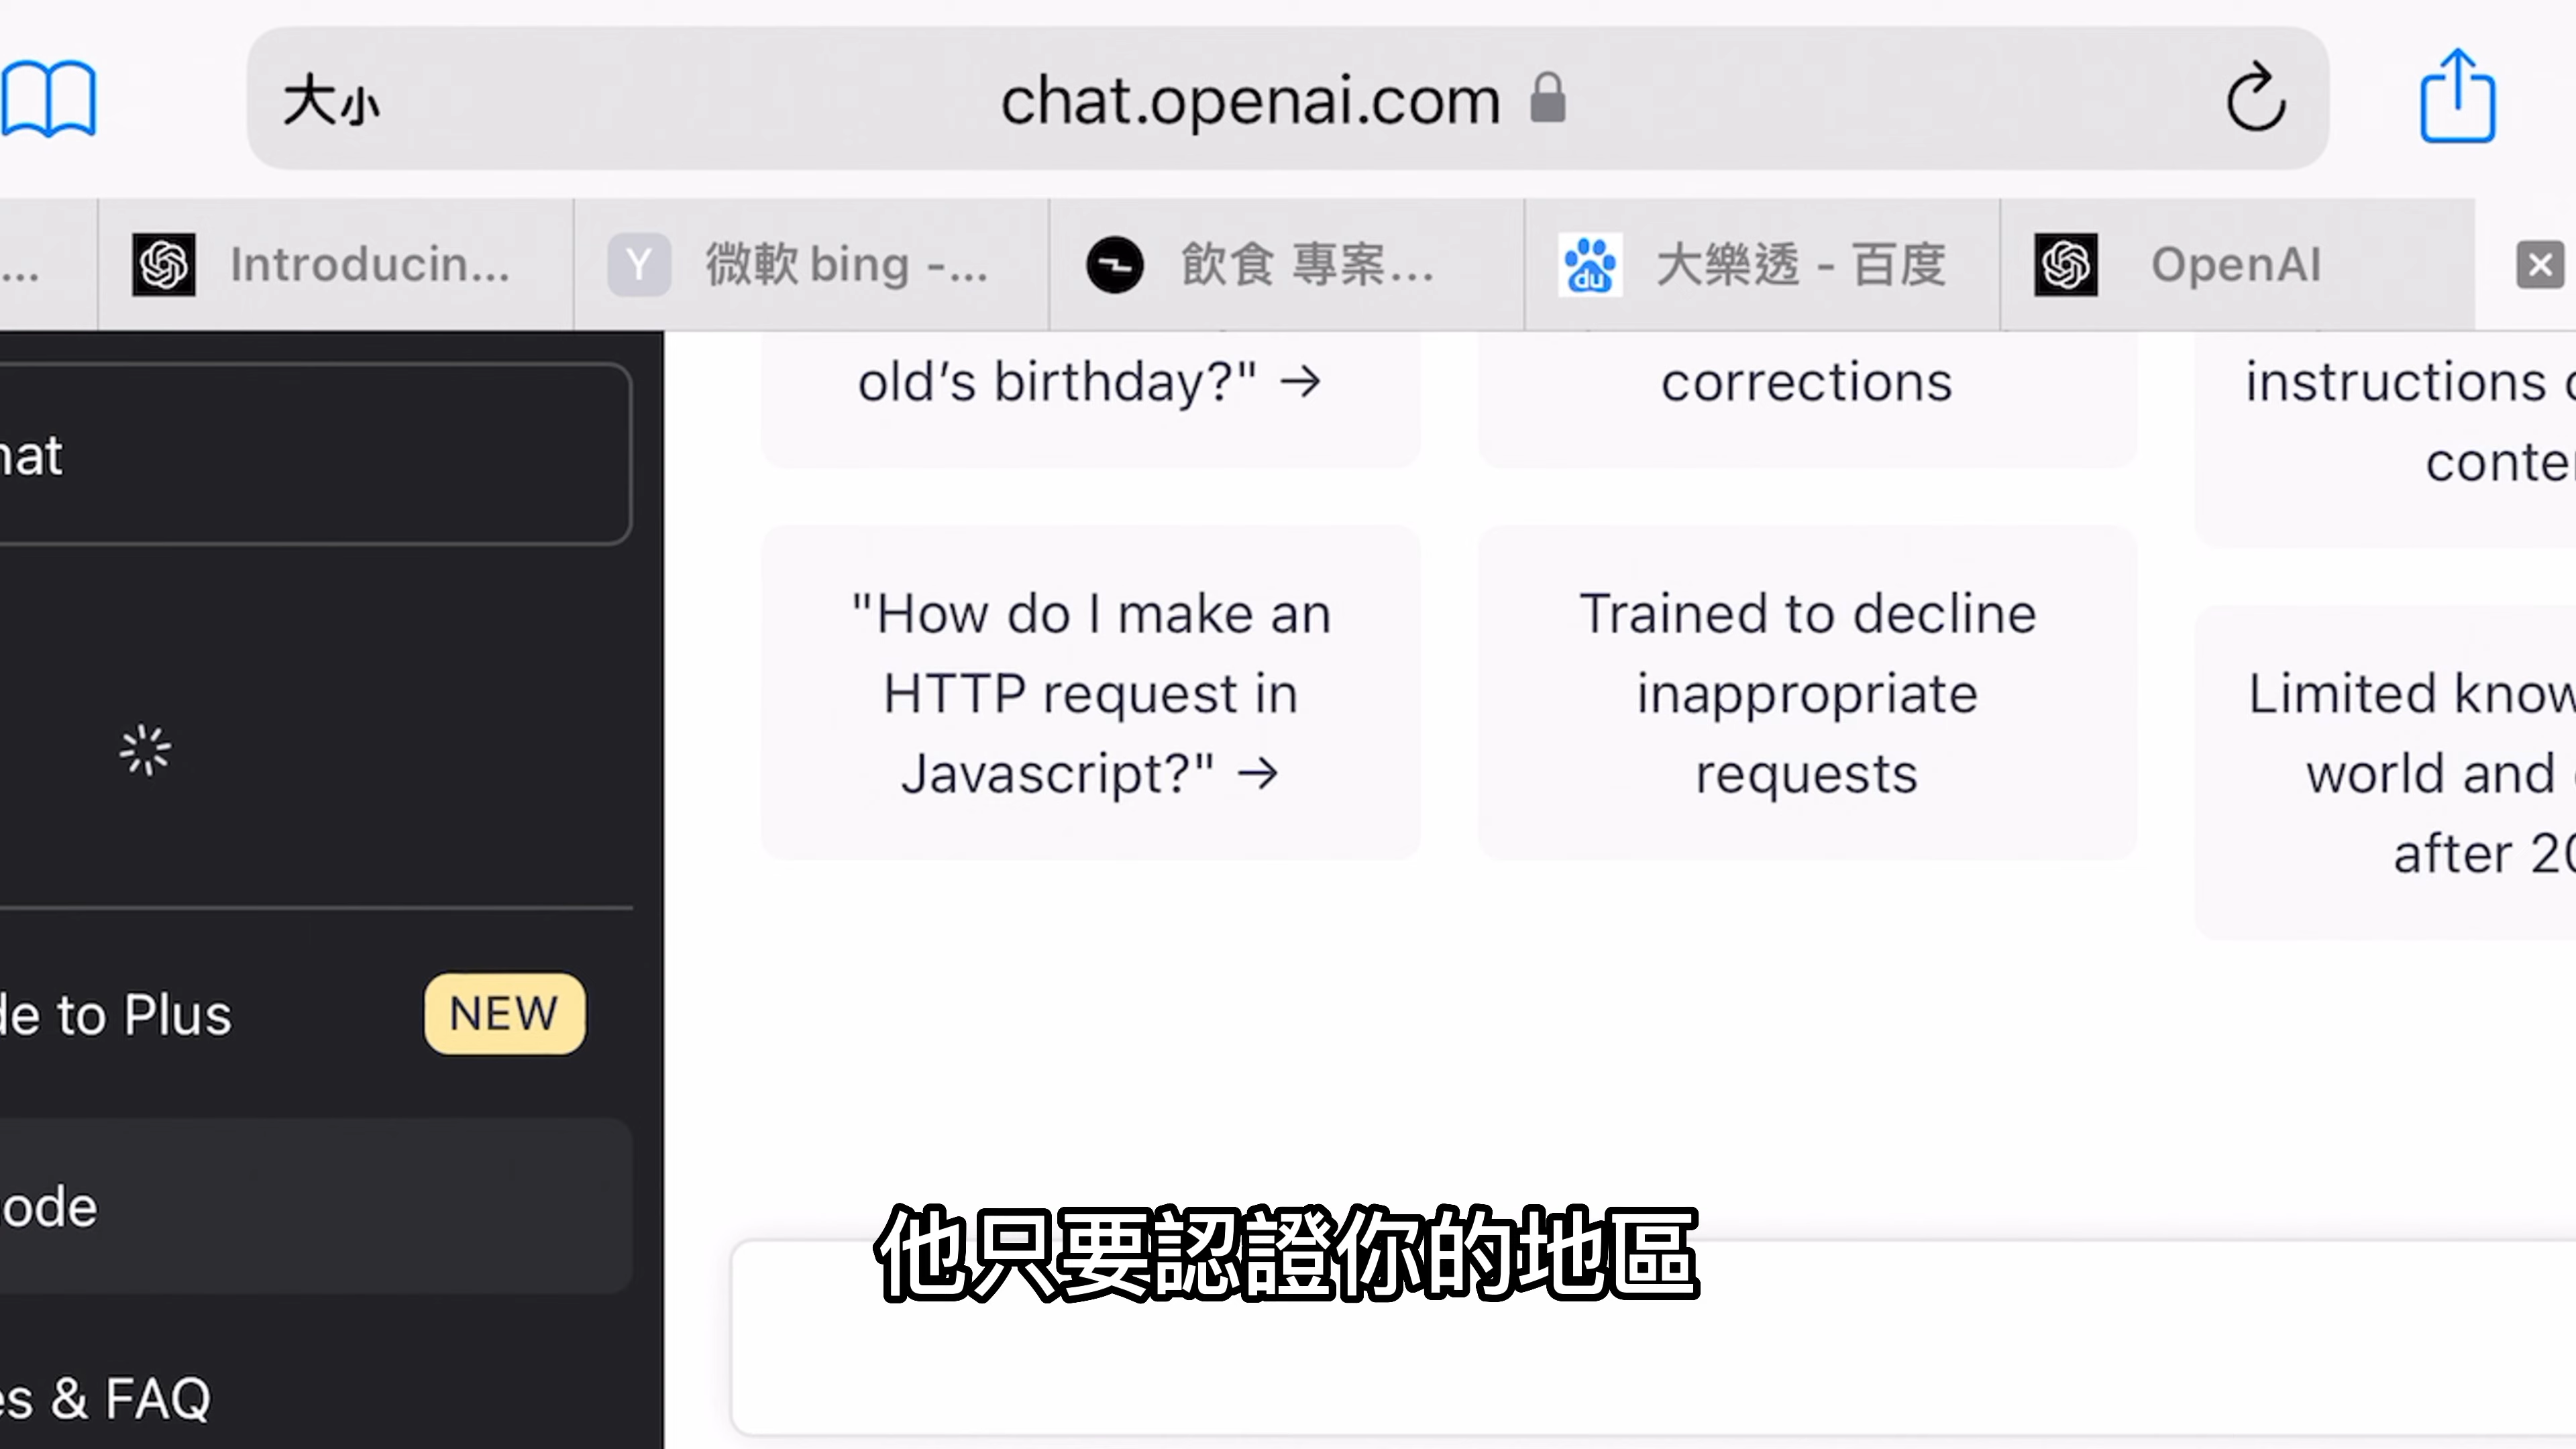 大小
chat.openai.com
...
Introducin...
Y
微軟 bing -...
飲食 專案...
du
大樂透 - 百度
OpenAI
hat
de to Plus
NEW
ode
es & FAQ
old’s birthday?" →
"How do I make an
HTTP request in
Javascript?" →
corrections
Trained to decline
inappropriate
requests
instructions
conte
Limited know
world and
after 20
他只要認證你的地區